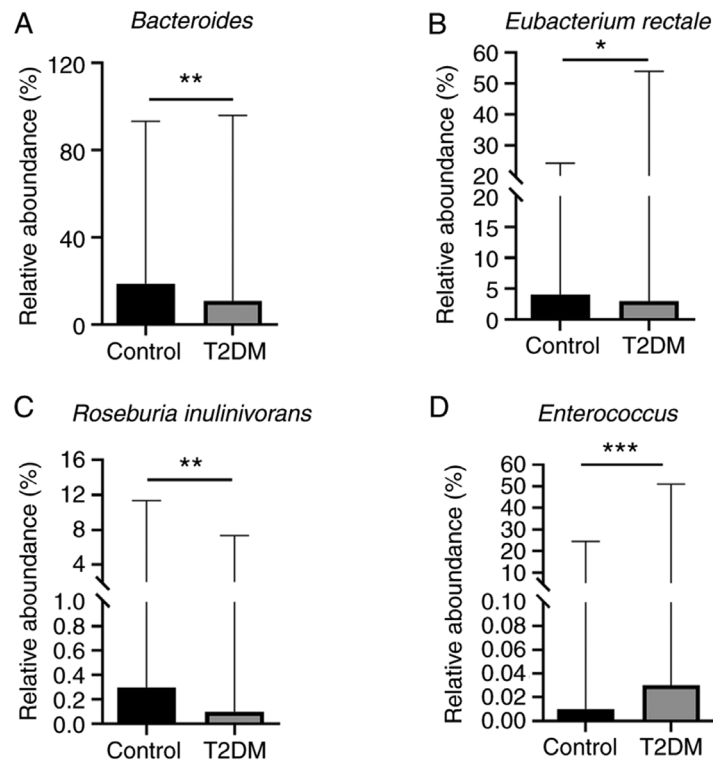 A
Bacteroides
Relative aboundance (%)
120
80
40
0
**
Control
T2DM
B
Eubacterium rectale
Relative aboundance (%)
60
50
40
30
20
20
15
10
5
0
*
Control
T2DM
C
Roseburia inulinivorans
Relative aboundance (%)
16
12
8
4
1.0
0.8
0.6
0.4
0.2
0.0
**
Control
T2DM
D
Enterococcus
Relative aboundance (%)
60
50
40
30
20
10
0.10
0.08
0.06
0.04
0.02
0.00
***
Control
T2DM